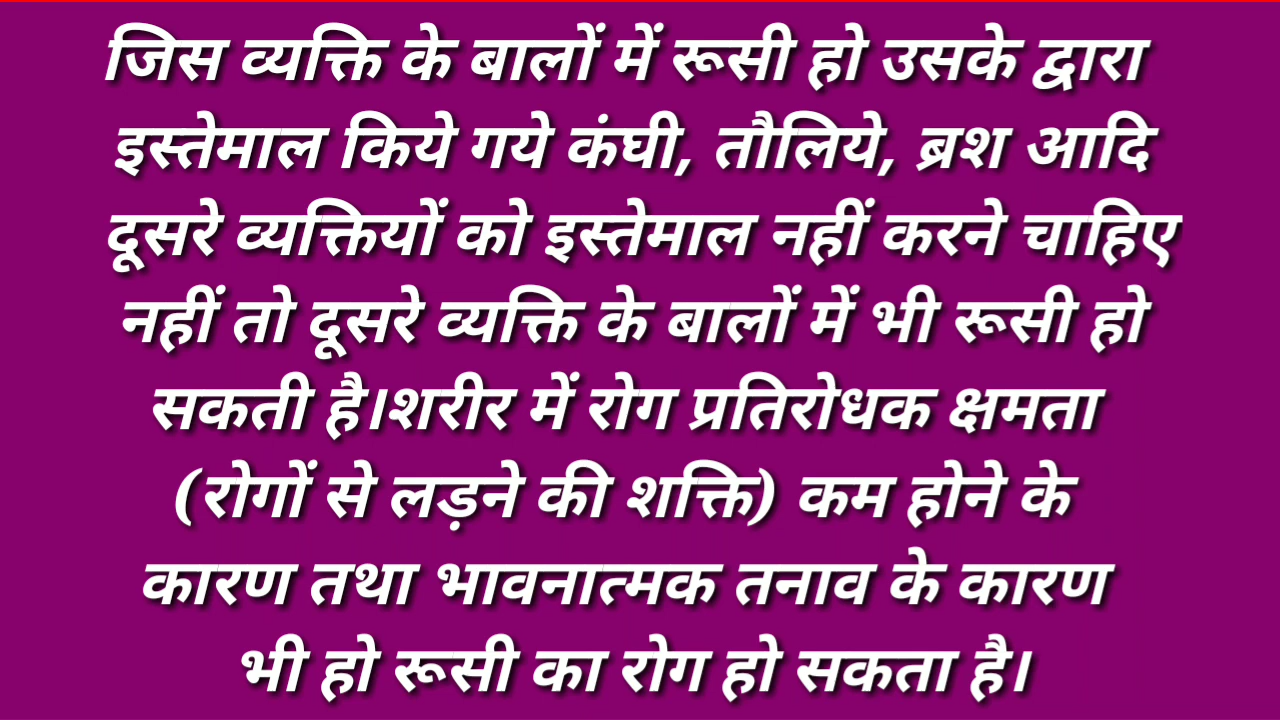 जिस व्यक्ति के बालों में रूसी हो उसके द्वारा
इस्तेमाल किये गये कंघी, तौलिये, ब्रश आदि
दूसरे व्यक्तियों को इस्तेमाल नहीं करने चाहिए
नहीं तो दूसरे व्यक्ति के बालों में भी रूसी हो
सकती है।शरीर में रोग प्रतिरोधक क्षमता
(रोगों से लड़ने की शक्ति) कम होने के
कारण तथा भावनात्मक तनाव के कारण
भी हो रूसी का रोग हो सकता है।